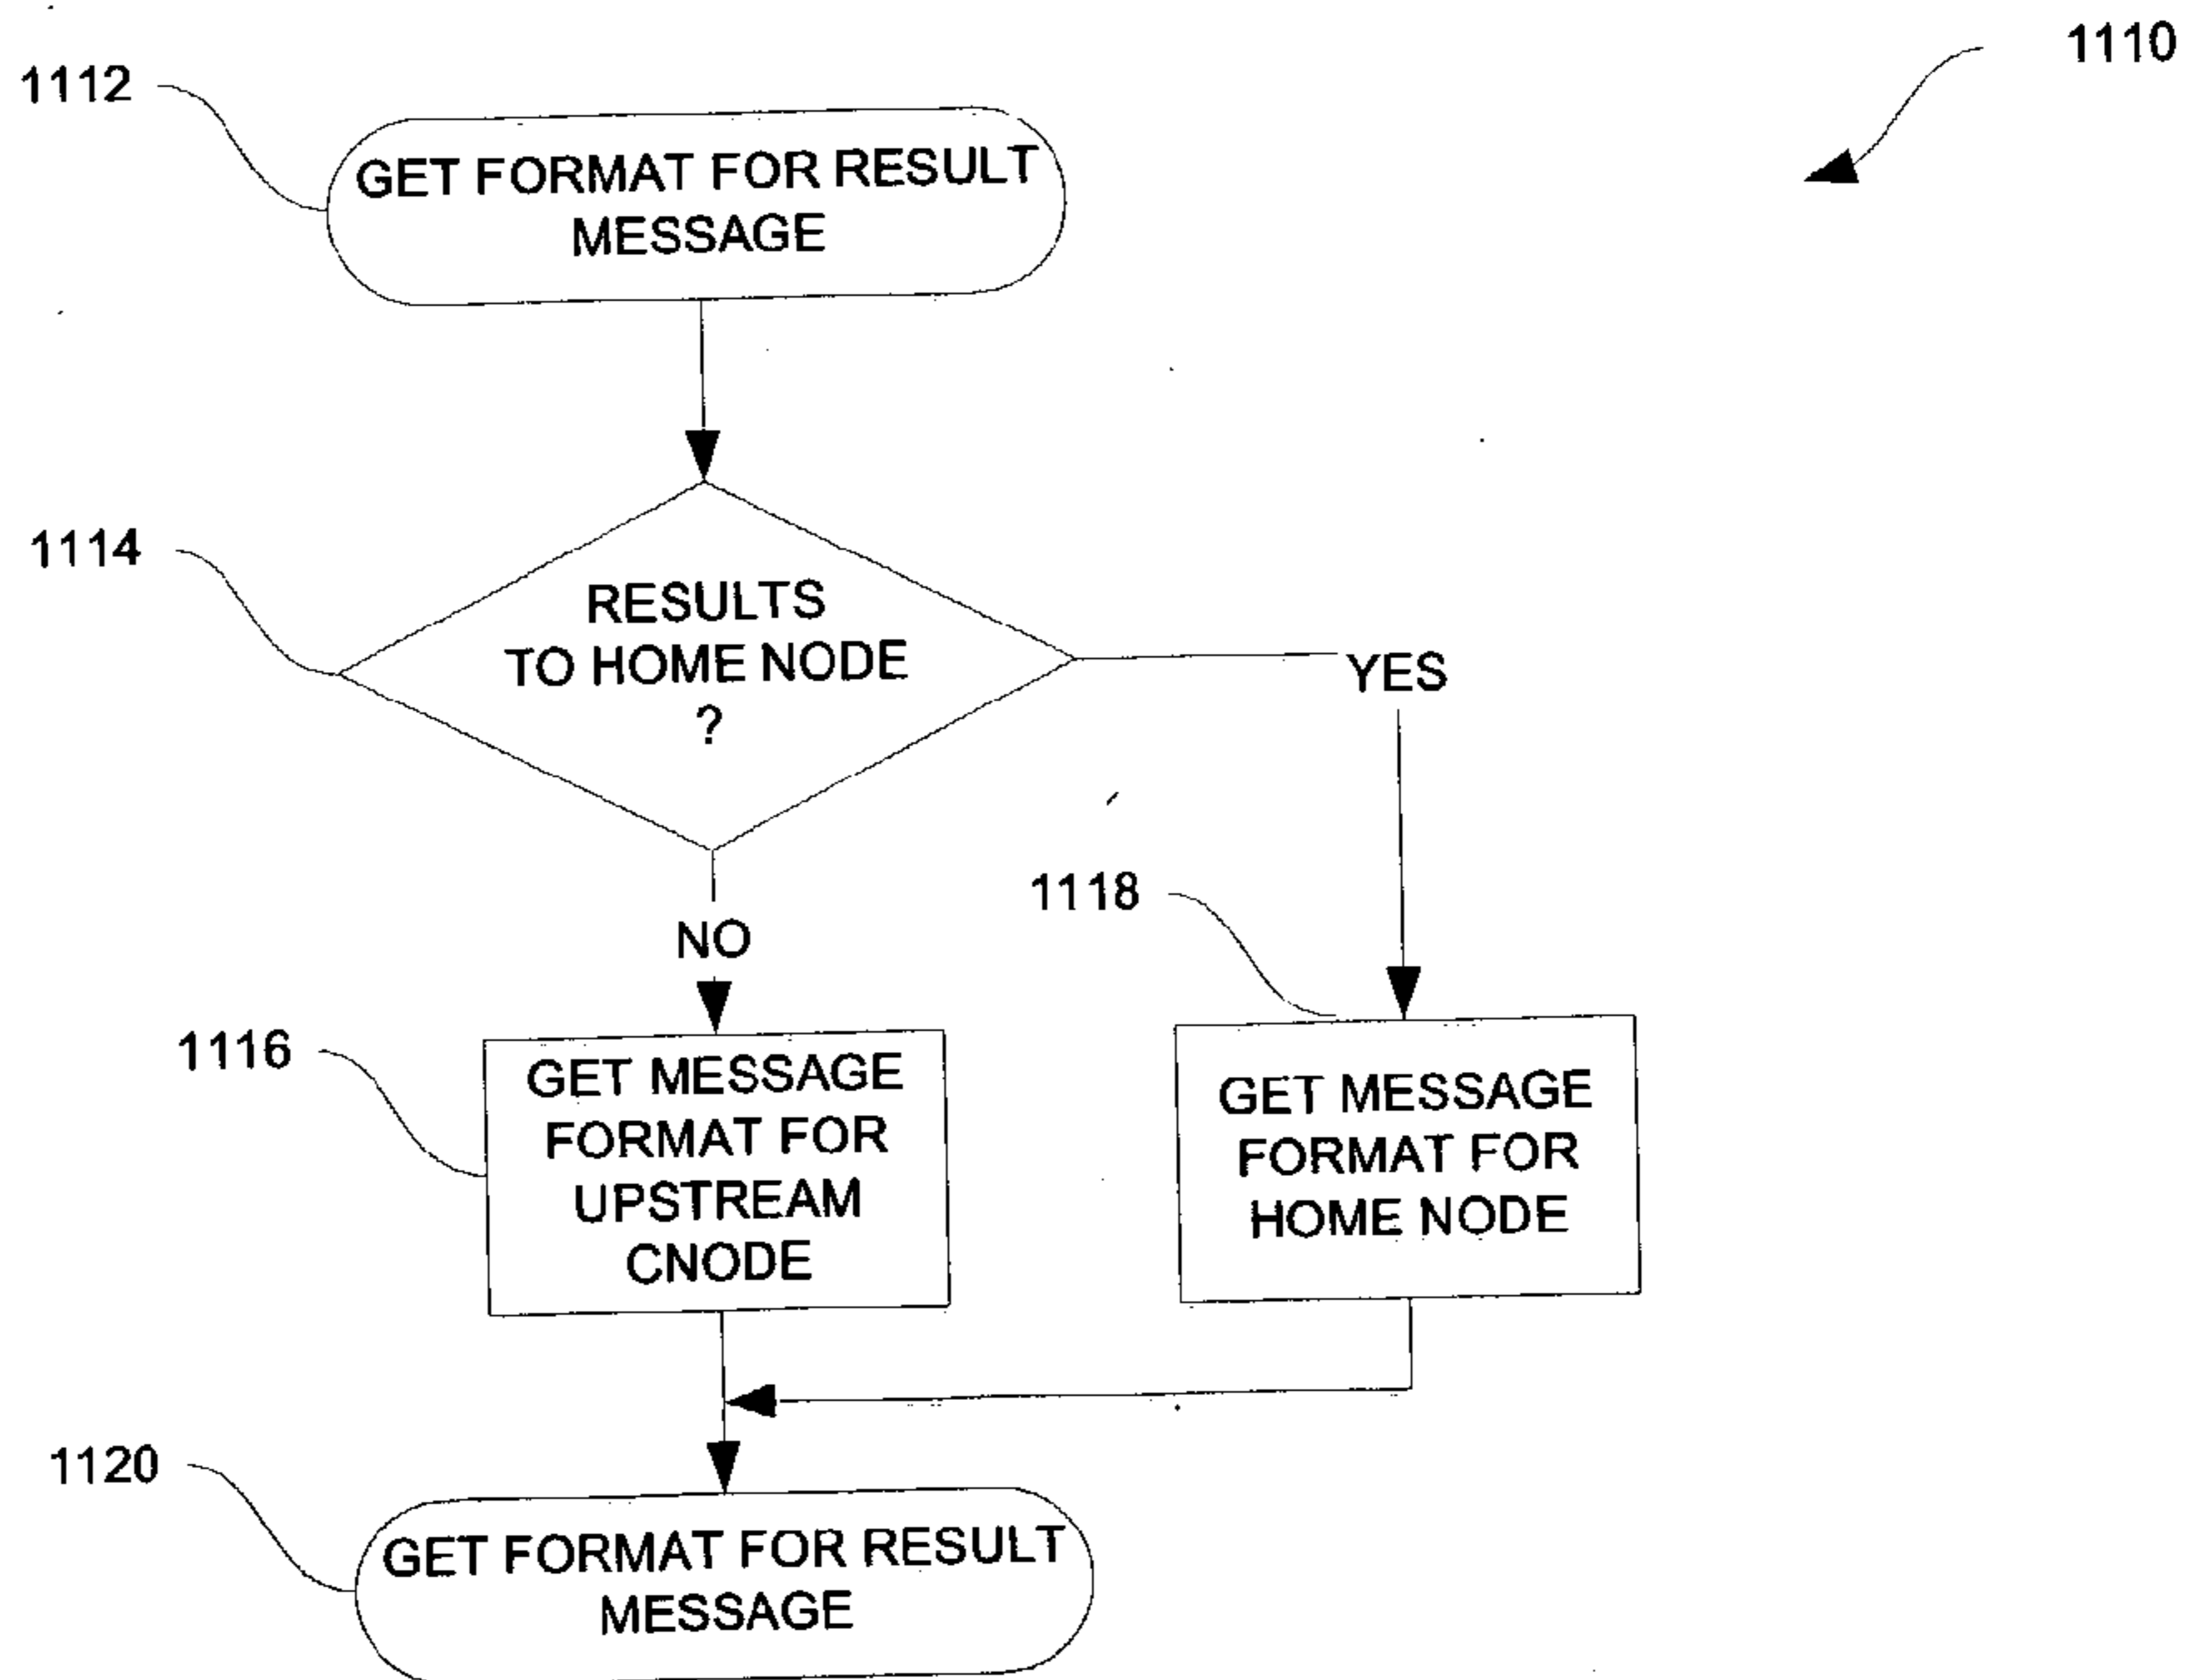 1110
1112
GET FORMAT FOR RESULT
MESSAGE
1114
RESULTS
TO HOME NODE
?
YES
NO
1118
1116
GET MESSAGE
FORMAT FOR
UPSTREAM
CNODE
GET MESSAGE
FORMAT FOR
HOME NODE
1120
GET FORMAT FOR RESULT
MESSAGE